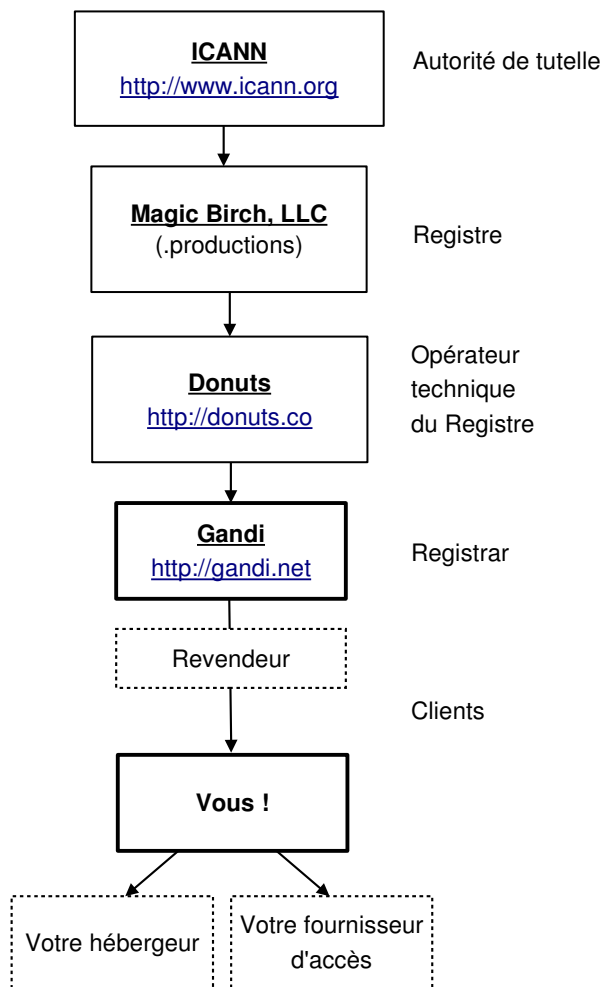 ICANN
http://www.icann.org
Autorité de tutelle
Magic Birch, LLC
(.productions)
Registre
Donuts
http://donuts.co
Opérateur
technique
du Registre
Gandi
http://gandi.net
Registrar
Revendeur
Clients
Vous !
Votre hébergeur
Votre fournisseur
d'accès